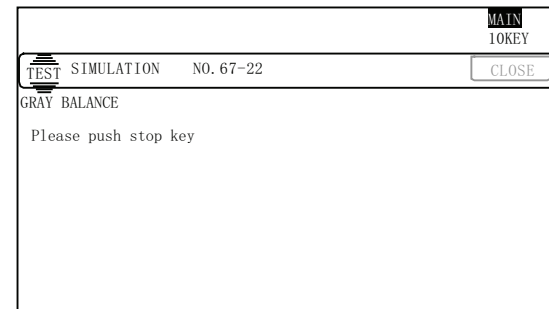 MAIN
10KEY
TEST SIMULATION NO.67-22 CLOSE
GRAY BALANCE
Please push stop key